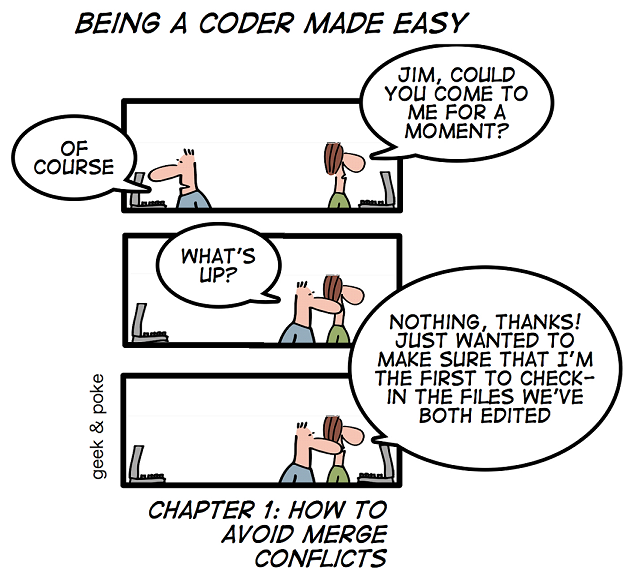 BEING A CODER MADE EASY
JIM, COULD
YOU COME TO
ME FOR A
MOMENT?
OF
COURSE
WHAT'S
UP?
NOTHING, THANKS!
JUST WANTED TO
MAKE SURE THAT I'M
THE FIRST TO CHECK-
IN THE FILES WE'VE
BOTH EDITED
geek & poke
CHAPTER 1: HOW TO
AVOID MERGE
CONFLICTS